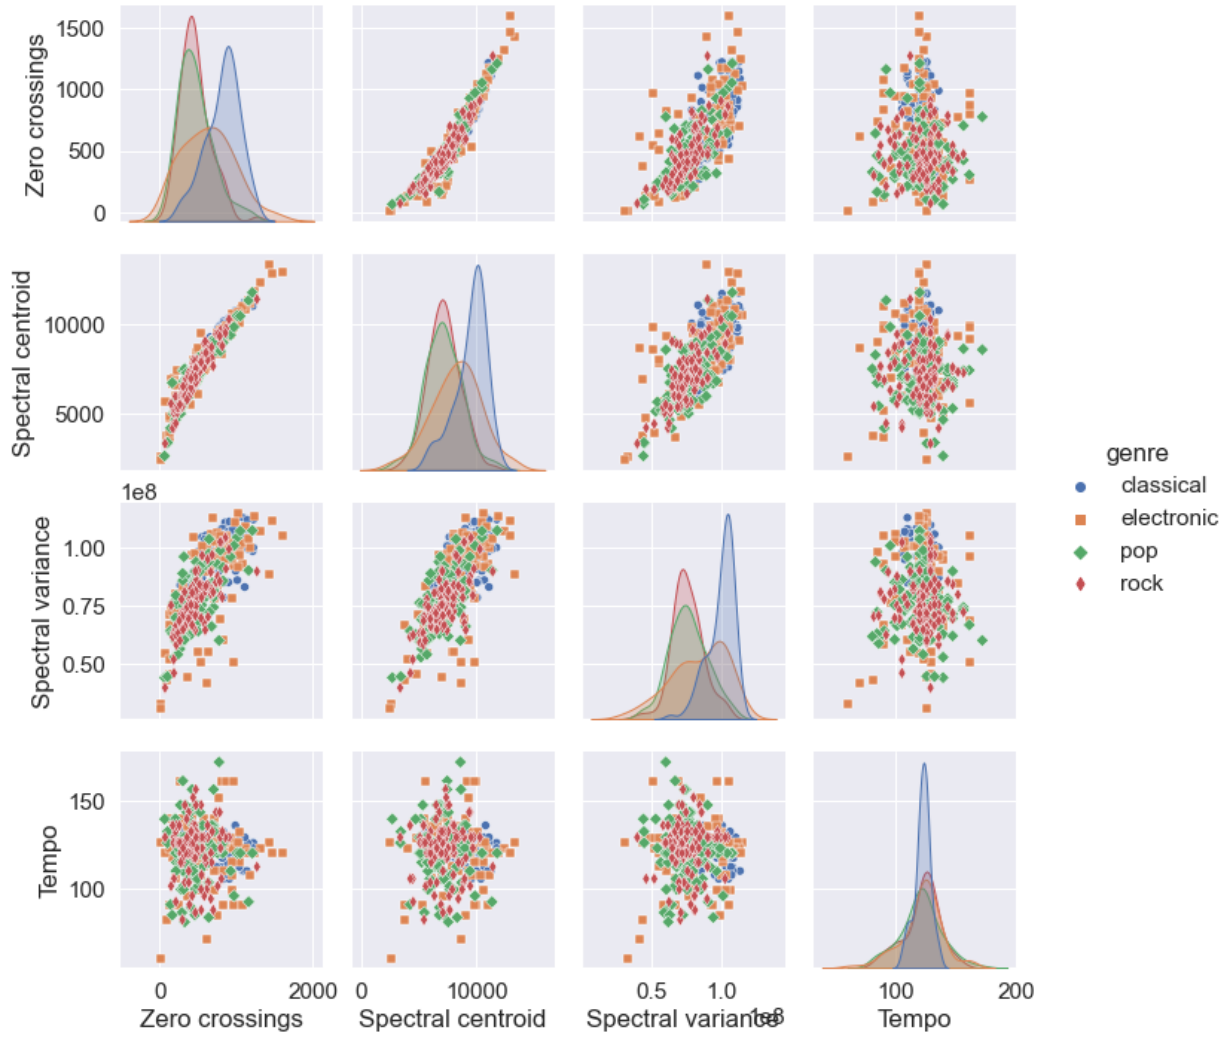 Zero crossings
1500
1000
500
0
Spectral centroid
10000
5000
1e8
Spectral variance
1.00
0.75
0.50
Tempo
150
100
0 2000 0 10000 0.5 1.0 100 200
Zero crossings Spectral centroid Spectral variance 1e8 Tempo
genre
classical
electronic
pop
rock